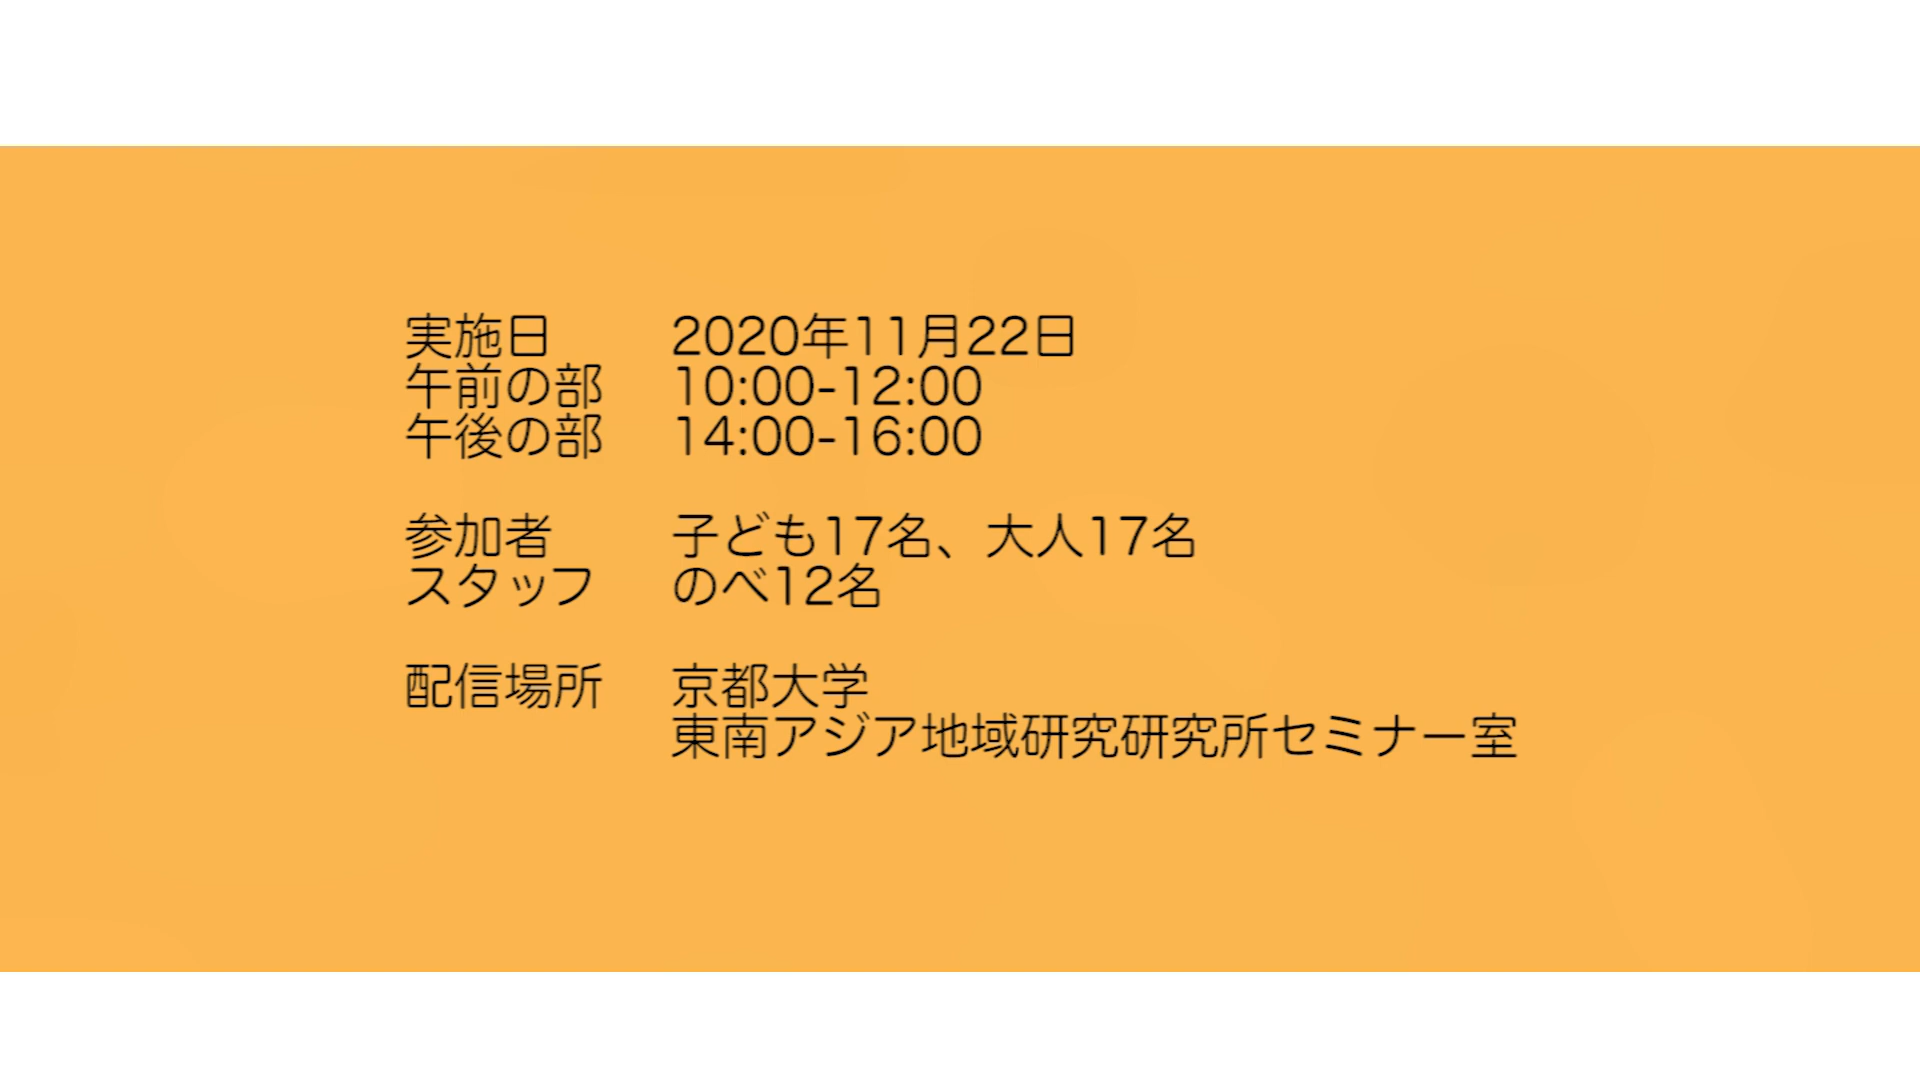 実施日 2020年11月22日
午前の部 10:00-12:00
午後の部 14:00-16:00
参加者 子ども17名、大人17名
スタッフ のべ12名
配信場所 京都大学
東南アジア地域研究研究所セミナー室